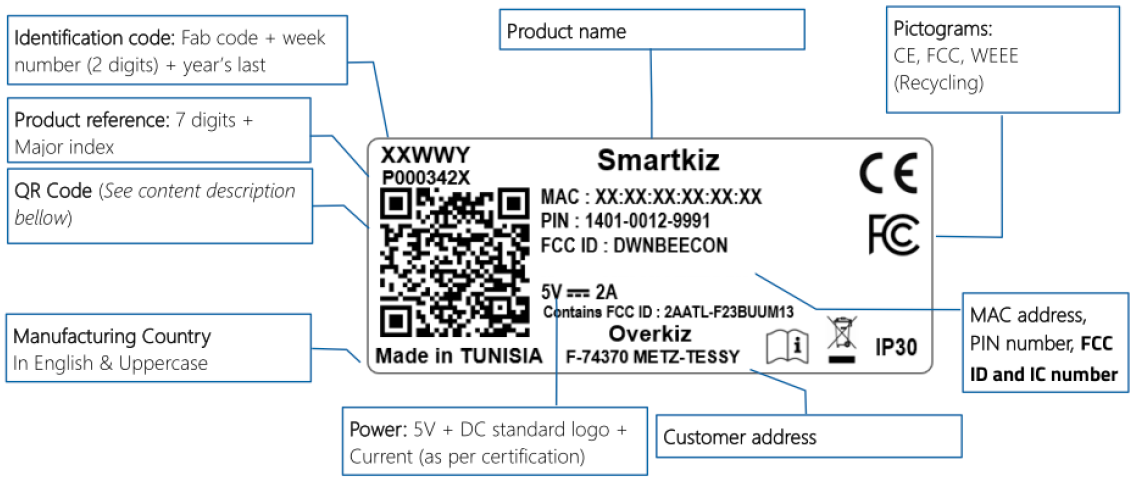 Identification code: Fab code + week
number (2 digits) + year's last
Product name
Pictograms:
CE, FCC, WEEE
(Recycling)
Product reference: 7 digits +
Major index
QR Code (See content description
bellow)
XXWWY
P000342X
Smartkiz
MAC : XX:XX:XX:XX:XX:XX
PIN : 1401-0012-9991
FCC ID : DWNBEECON
CE
FC
5V 2A
Contains FCC ID : 2AATL-F23BUUM13
Overkiz
F-74370 METZ-TESSY
Made in TUNISIA
i
IP30
Manufacturing Country
In English & Uppercase
MAC address,
PIN number, FCC
ID and IC number
Power: 5V + DC standard logo +
Current (as per certification)
Customer address